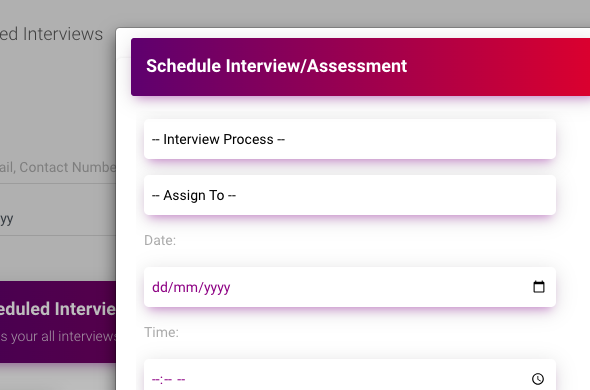 ed Interviews
Schedule Interview/Assessment
-- Interview Process --
ail, Contact Numbe
-- Assign To --
yy
Date:
dd/mm/yyyy
eduled Intervie
s your all interviews
Time:
--:-- --